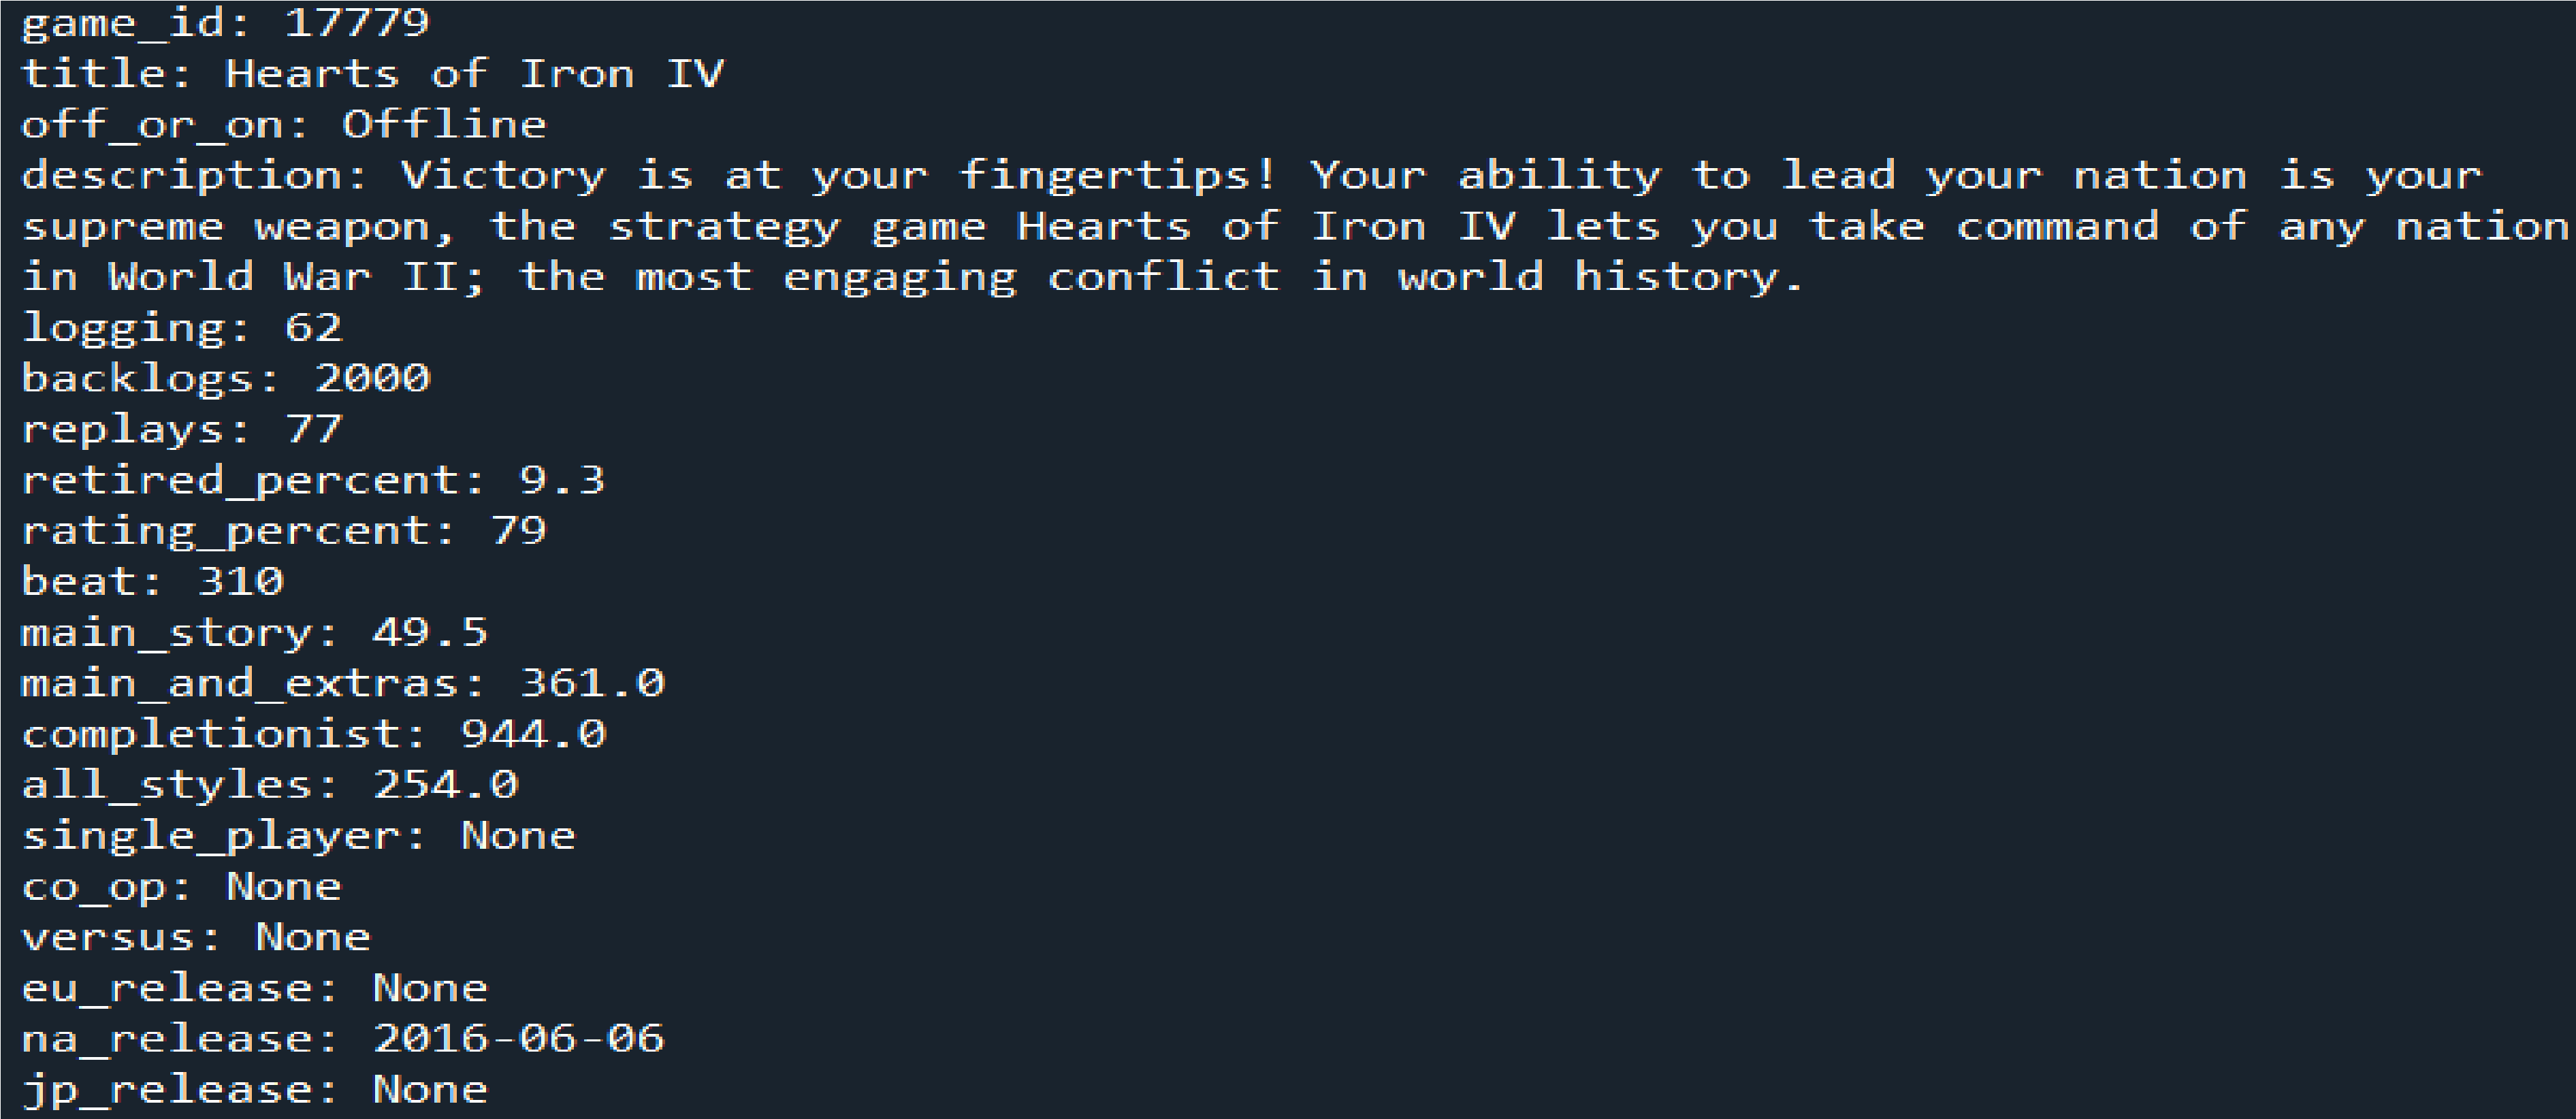 game_id: 17779
title: Hearts of Iron IV
off_or_on: Offline
description: Victory is at your fingertips! Your ability to lead your nation is your
supreme weapon, the strategy game Hearts of Iron IV lets you take command of any nation
in World War II; the most engaging conflict in world history.
logging: 62
backlogs: 2000
replays: 77
retired_percent: 9.3
rating_percent: 79
beat: 310
main_story: 49.5
main_and_extras: 361.0
completionist: 944.0
all_styles: 254.0
single_player: None
co_op: None
versus: None
eu_release: None
na_release: 2016-06-06
jp_release: None